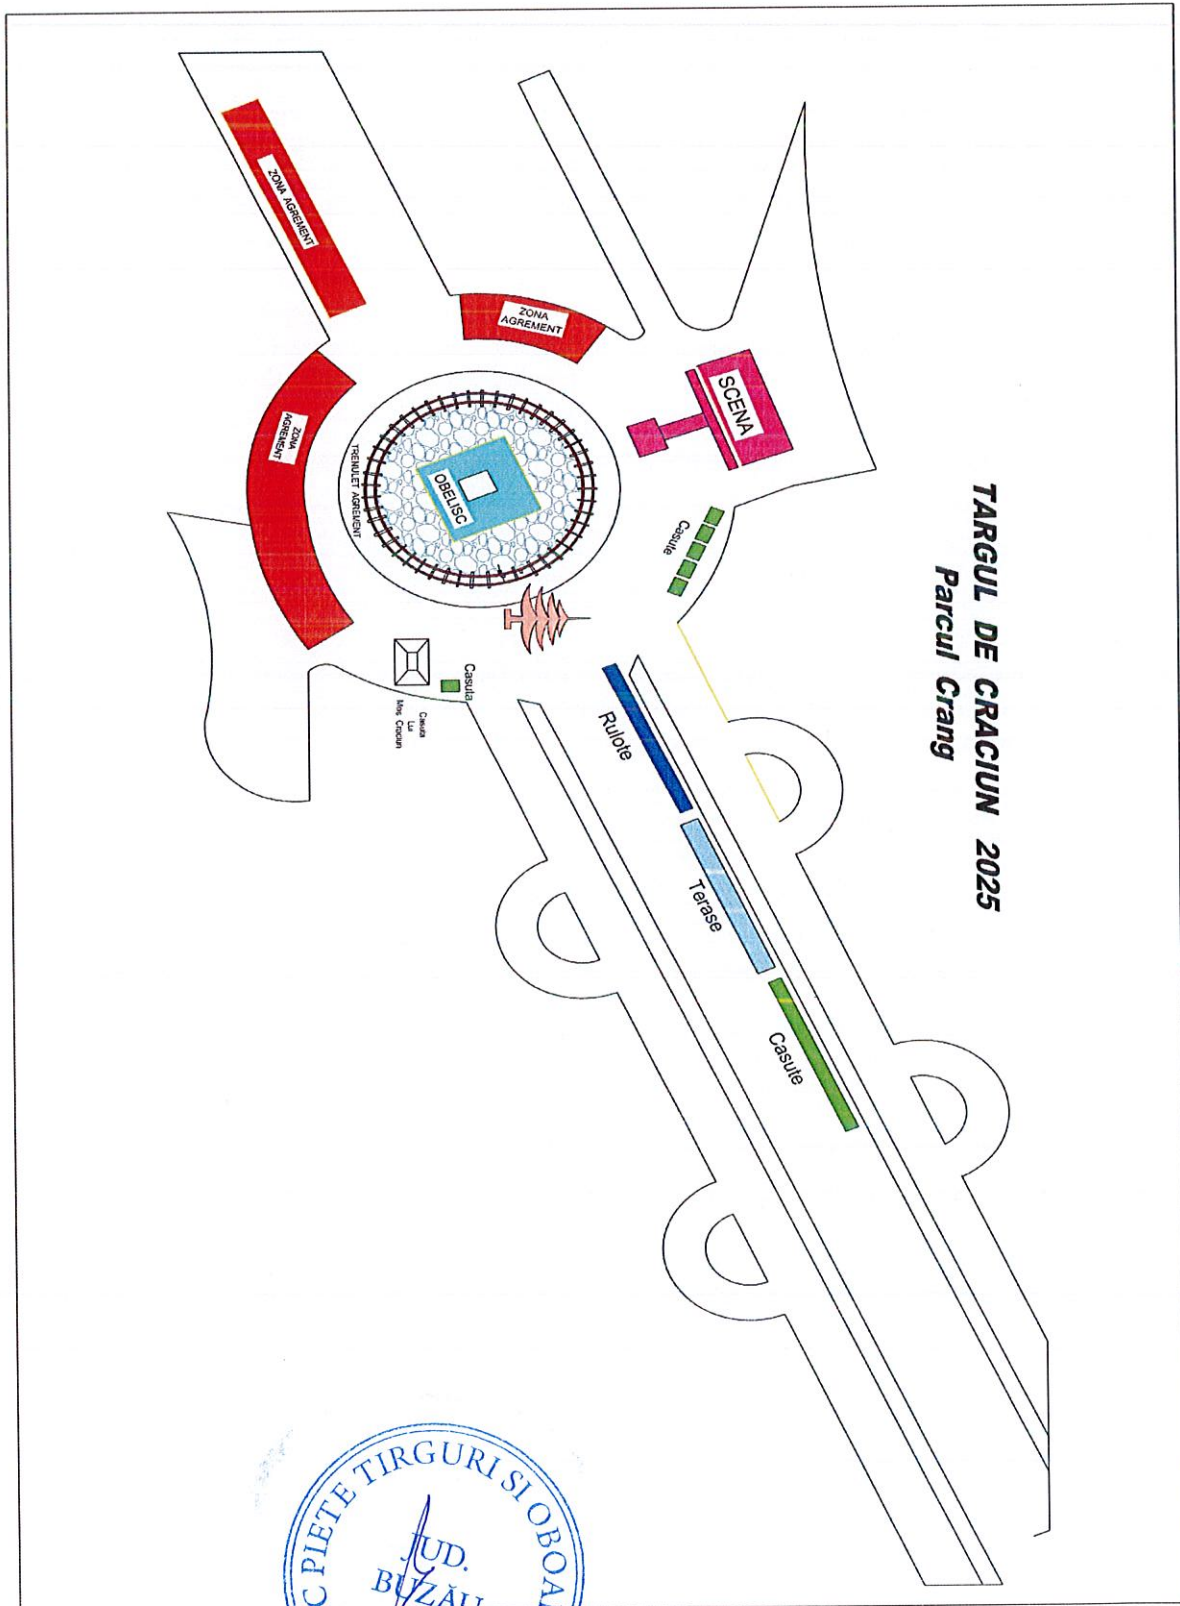 TARGUL DE CRACIUN 2025
Parcul Crang
SCENA
Casute
ZONA
AGREMENT
ZONA AGREMENT
ZONA
AGREMENT
OBELISC
TRENULET AGREMENT
Rulote
Terase
Casute
Casuta
Casuta
Lui
Moș Craciun
PIETE TIRGURI SI OBOA
JUD.
BUZĂU